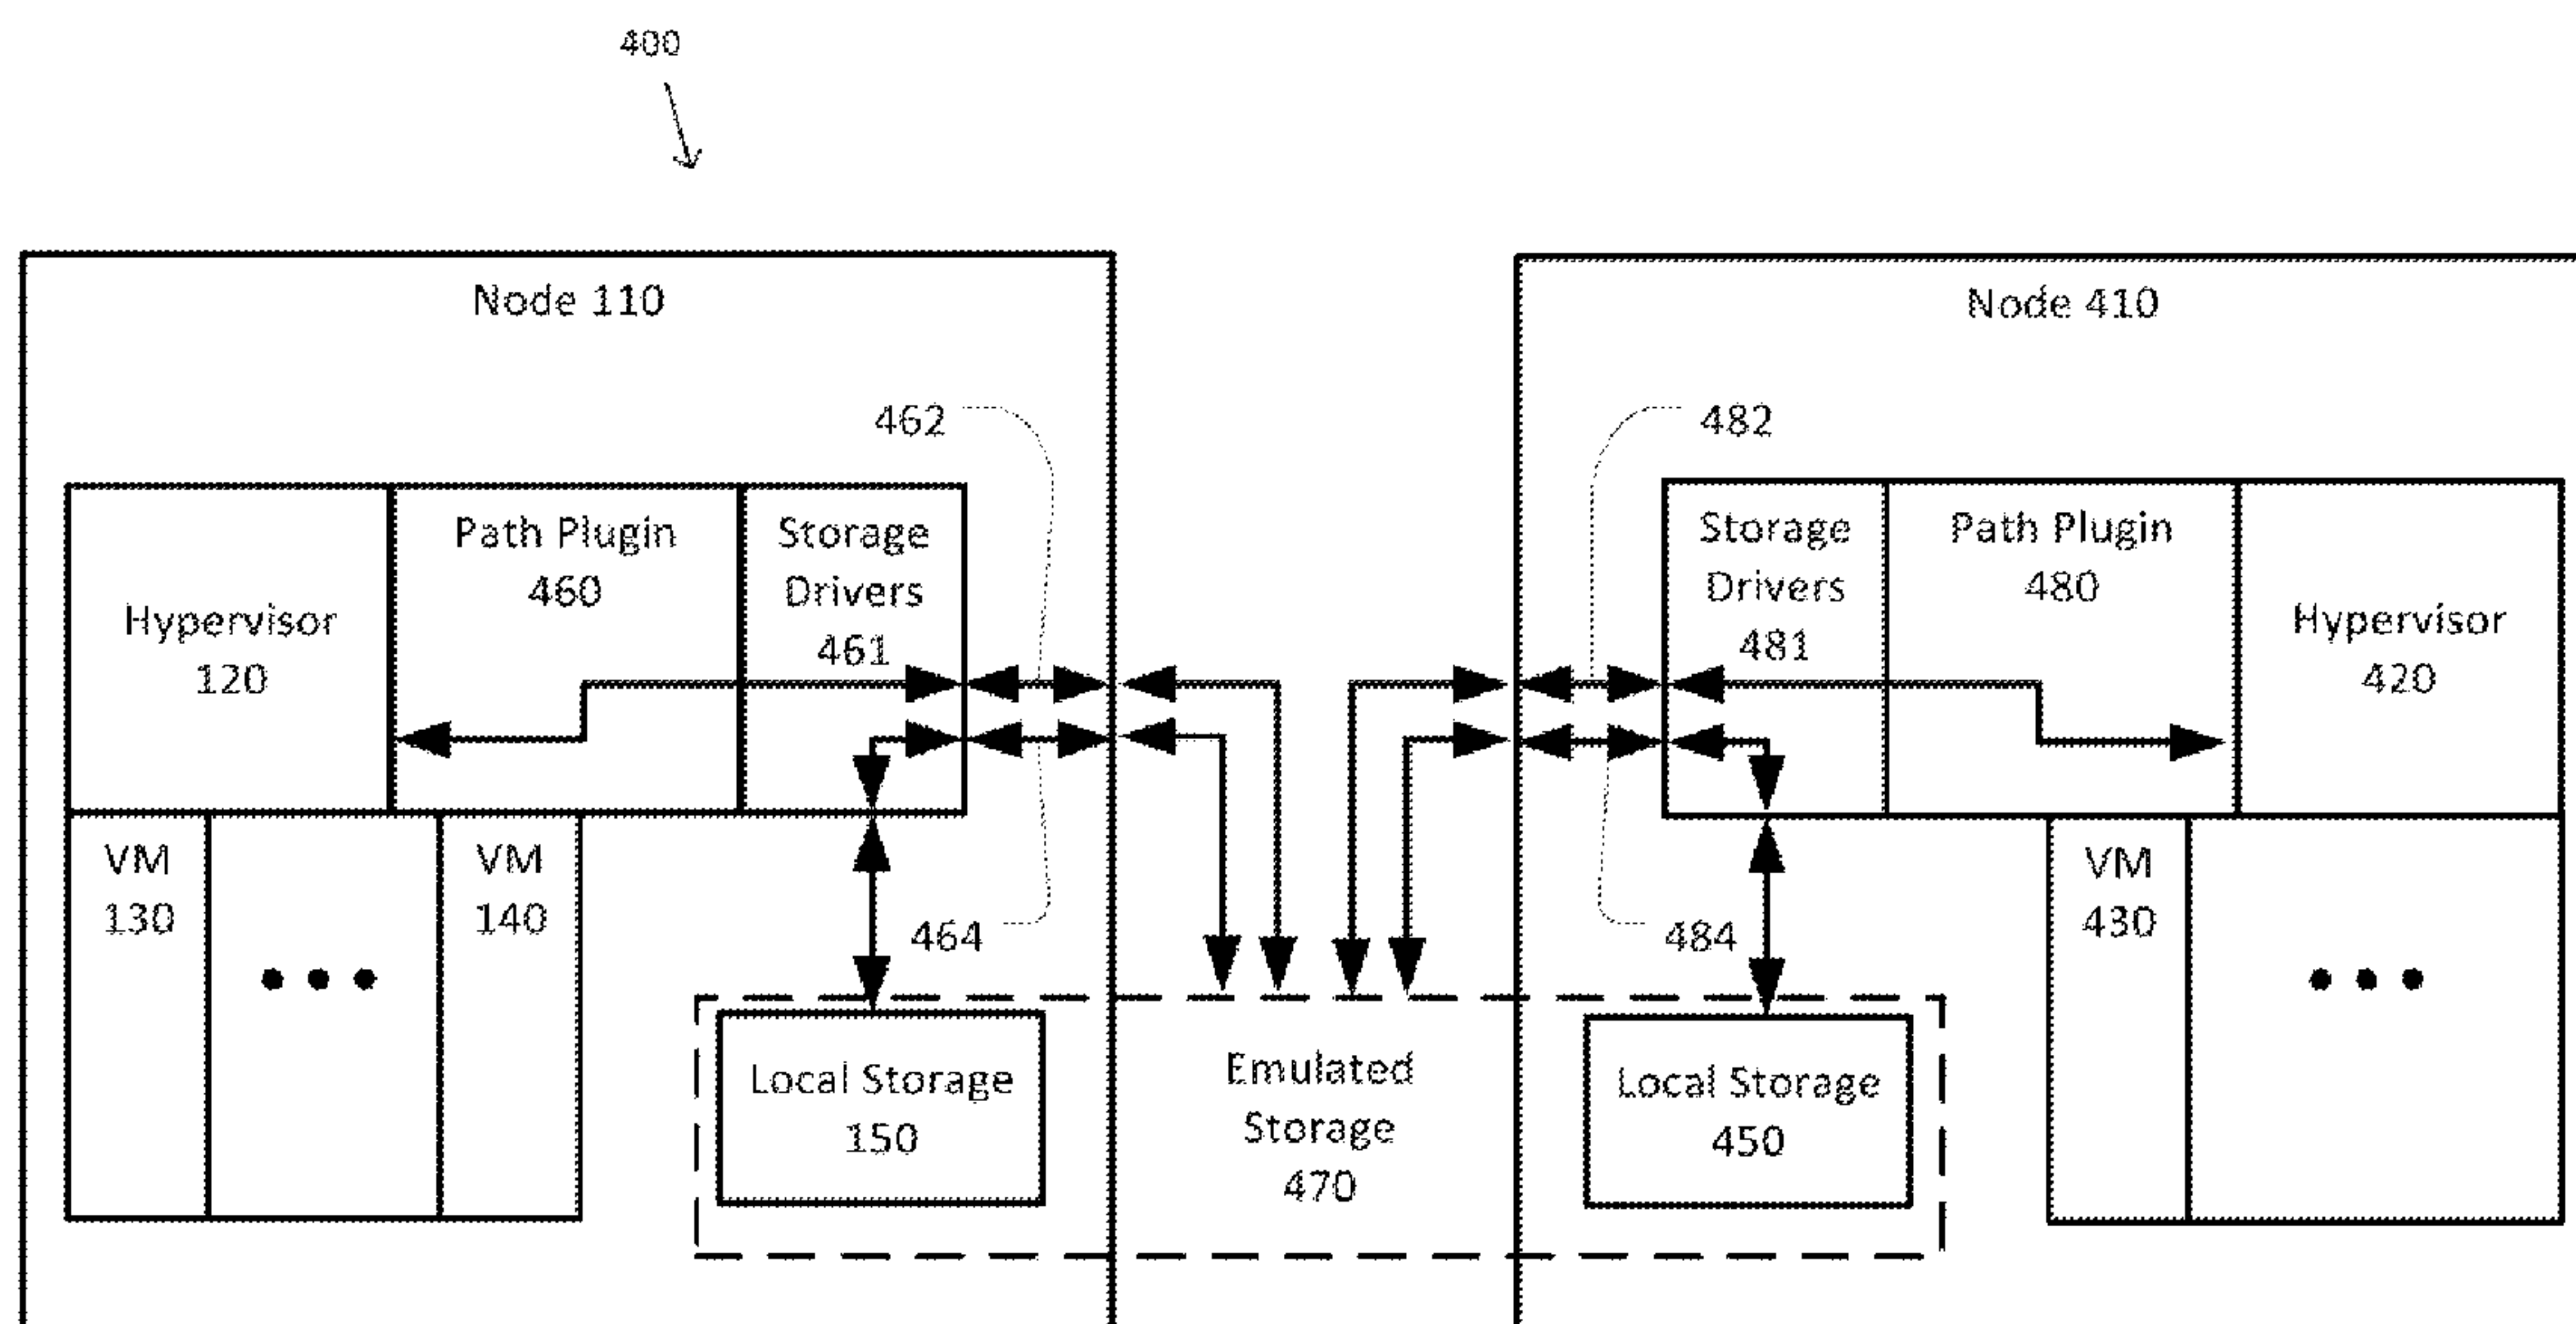 400
Node 110
Node 410
462
482
Hypervisor
120
Path Plugin
460
Storage
Drivers
461
Storage
Drivers
481
Path Plugin
480
Hypervisor
420
VM
130
VM
140
464
484
VM
430
Local Storage
150
Emulated
Storage
470
Local Storage
450